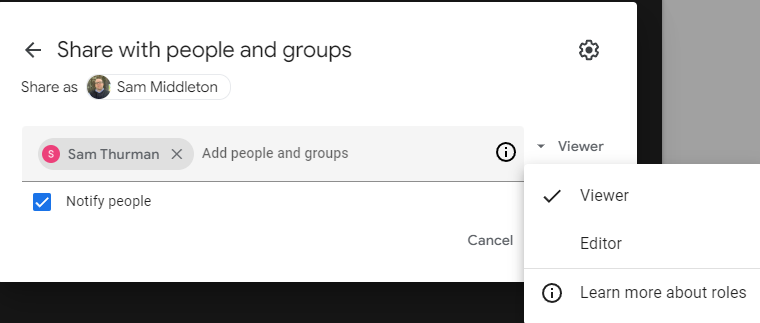 Share with people and groups
Share as Sam Middleton
S Sam Thurman Add people and groups Viewer
Notify people
Viewer
Editor
Cancel
Learn more about roles